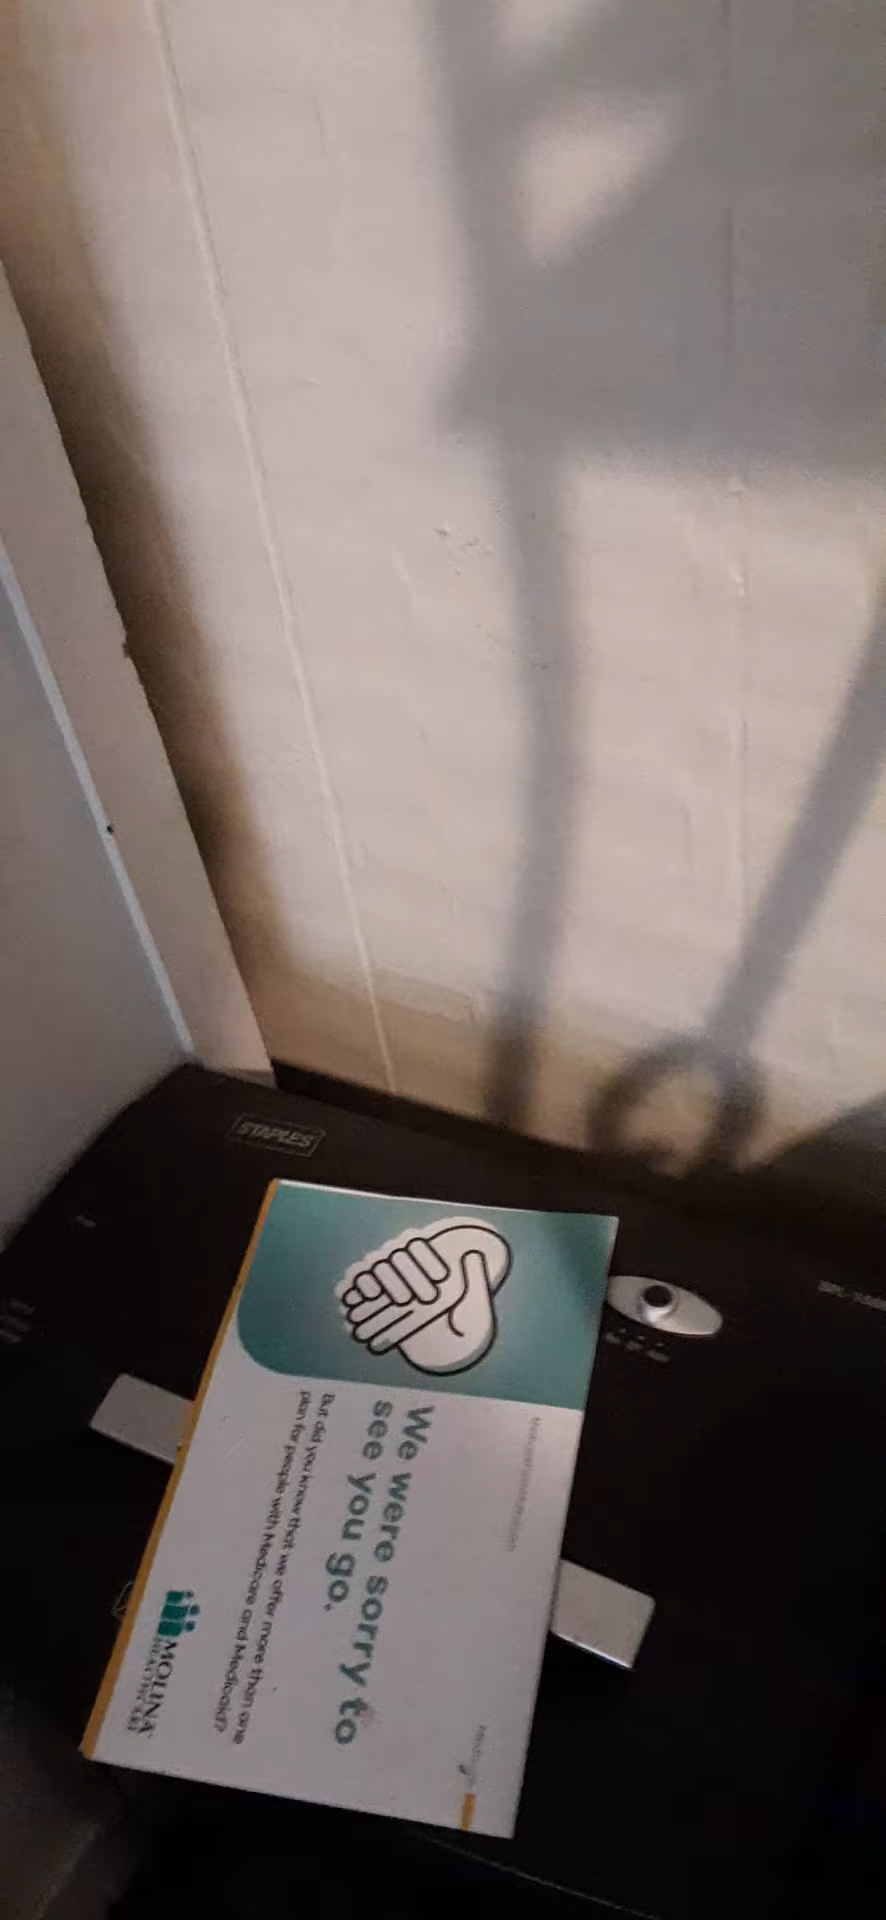 STAPLES
We were sorry to
see you go.
But did you know that we offer more than one
plan for people with Medicare and Medicaid?
MOLINA
HEALTHCARE
Michigan